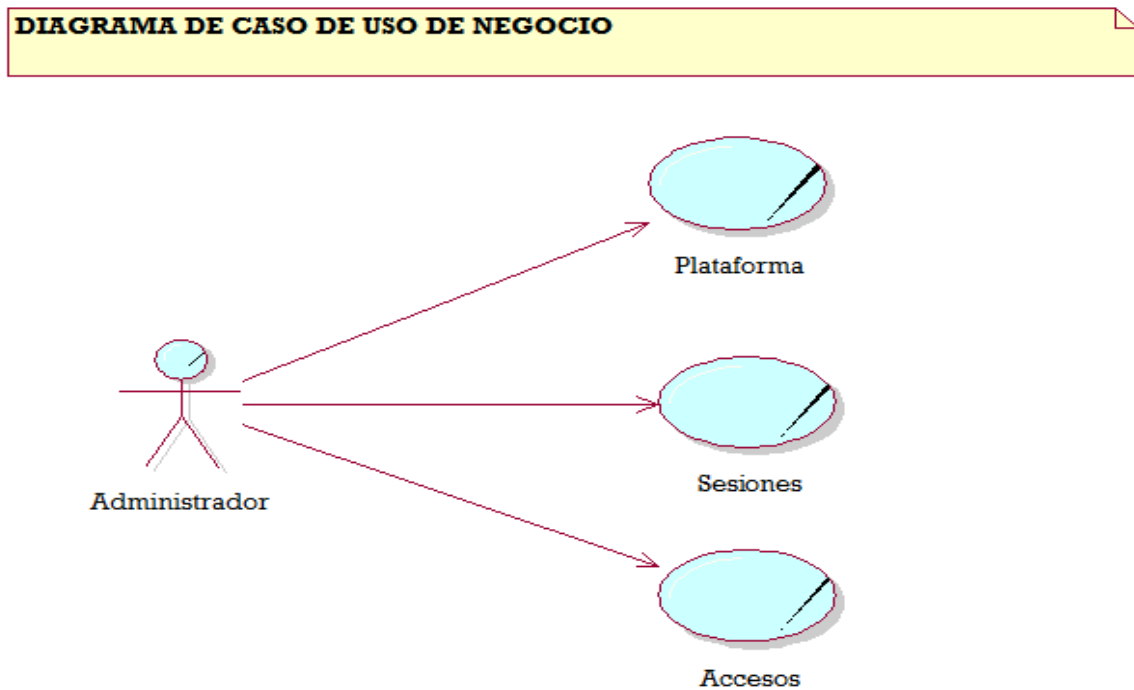 DIAGRAMA DE CASO DE USO DE NEGOCIO
Plataforma
Administrador
Sesiones
Accesos